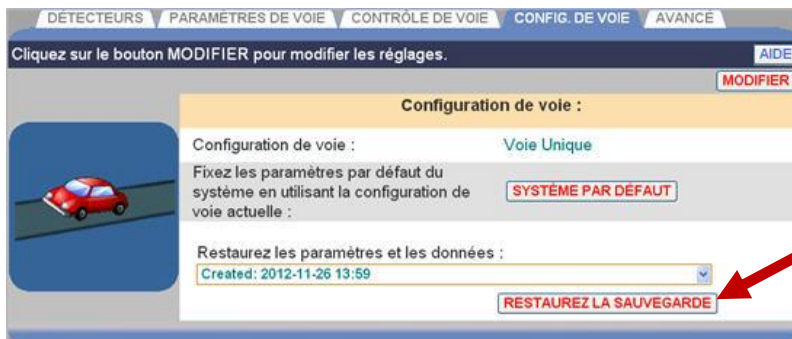 DÉTECTEURS PARAMÈTRES DE VOIE CONTRÔLE DE VOIE CONFIG. DE VOIE AVANCÉ
Cliquez sur le bouton MODIFIER pour modifier les réglages. AIDE
MODIFIER
Configuration de voie :
Configuration de voie : Voie Unique
Fixez les paramètres par défaut du
système en utilisant la configuration de SYSTÈME PAR DÉFAUT
voie actuelle :
Restaurez les paramètres et les données :
Created: 2012-11-26 13:59
RESTAUREZ LA SAUVEGARDE